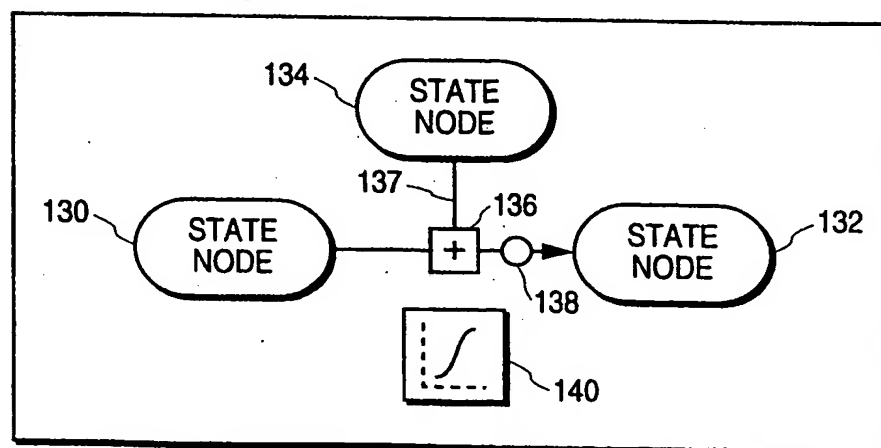 134
STATE
NODE
137
136
130
STATE
NODE
+
STATE
NODE
132
138
140